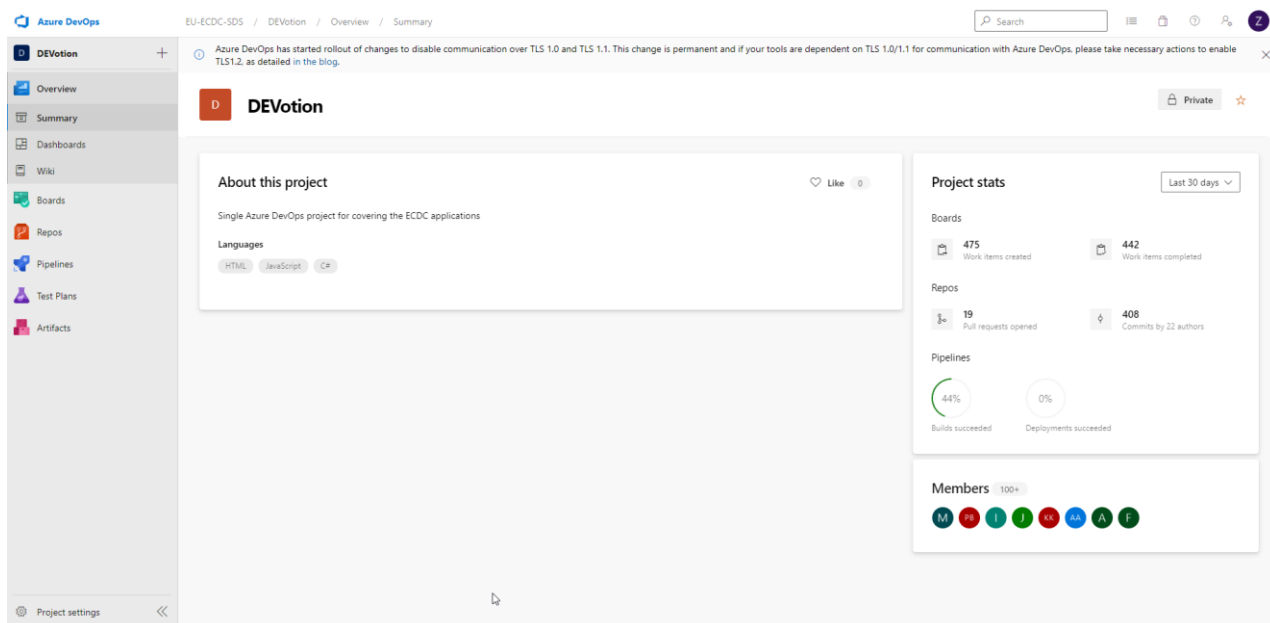 Azure DevOps
EU-ECDC-SDS / DEVotion / Overview / Summary
Search
Z
D DEVotion +
Azure DevOps has started rollout of changes to disable communication over TLS 1.0 and TLS 1.1. This change is permanent and if your tools are dependent on TLS 1.0/1.1 for communication with Azure DevOps, please take necessary actions to enable
TLS1.2, as detailed in the blog.
Overview
Summary
Dashboards
Wiki
Boards
Repos
Pipelines
Test Plans
Artifacts
Project settings
D DEVotion
Private
About this project
Like 0
Single Azure DevOps project for covering the ECDC applications
Languages
HTML JavaScript C#
Project stats
Last 30 days
Boards
475
Work items created
442
Work items completed
Repos
19
Pull requests opened
408
Commits by 22 authors
Pipelines
44%
Builds succeeded
0%
Deployments succeeded
Members 100+
M PB I J KK AA A F